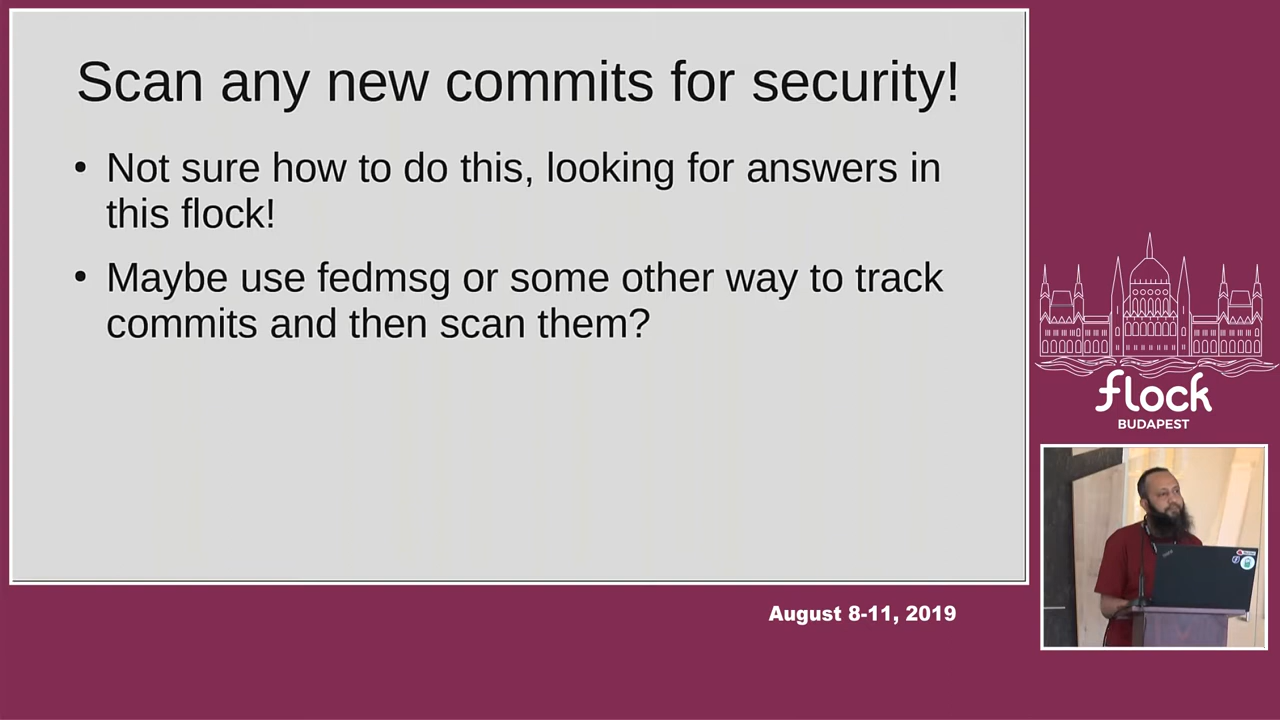 Scan any new commits for security!
• Not sure how to do this, looking for answers in
this flock!
• Maybe use fedmsg or some other way to track
commits and then scan them?
flock
BUDAPEST
August 8-11, 2019